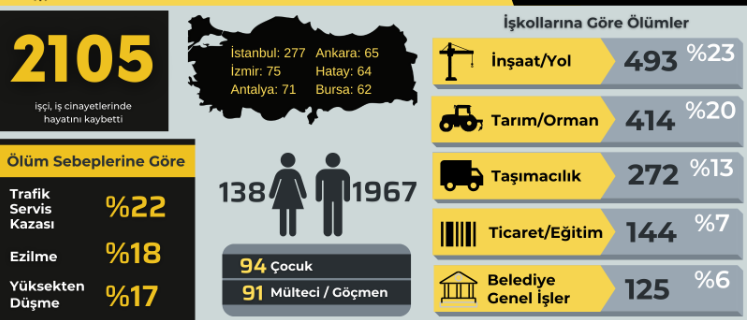 2105
işçi, iş cinayetlerinde
hayatını kaybetti
İstanbul: 277 Ankara: 65
İzmir: 75 Hatay: 64
Antalya: 71 Bursa: 62
Ölüm Sebeplerine Göre
Trafik
Servis
Kazası
%22
Ezilme
%18
Yüksekten
Düşme
%17
138
1967
94 Çocuk
91 Mülteci / Göçmen
İşkollarına Göre Ölümler
İnşaat/Yol 493 %23
Tarım/Orman 414 %20
Taşımacılık 272 %13
Ticaret/Eğitim 144 %7
Belediye
Genel İşler
125 %6